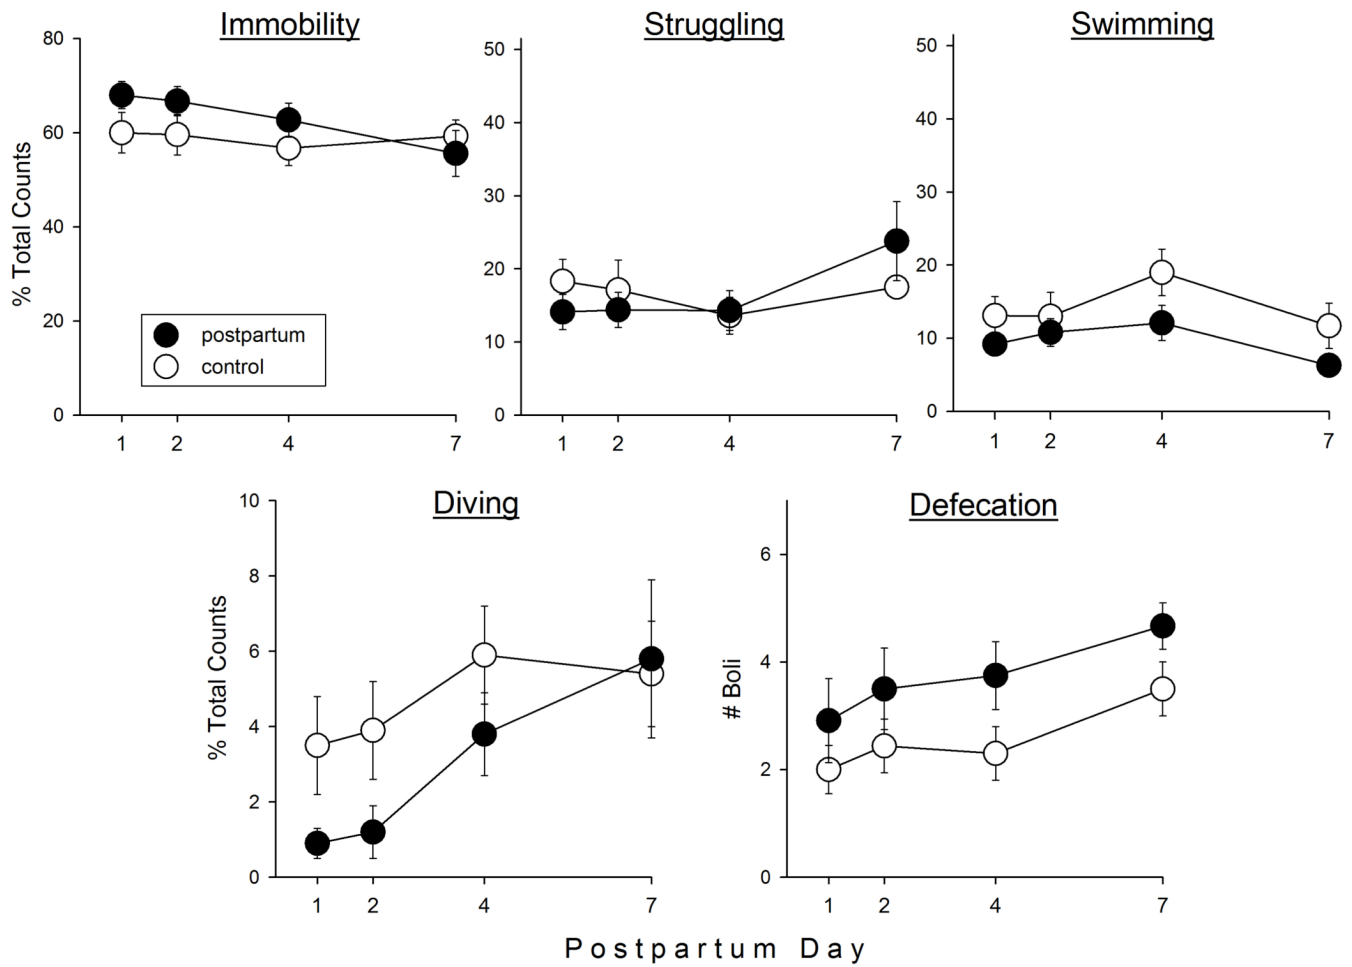 Immobility
Struggling
Swimming
80
60
40
20
0
% Total Counts
postpartum
control
1 2 4 7
50
40
30
20
10
0
1 2 4 7
50
40
30
20
10
0
1 2 4 7
Diving
10
8
6
4
2
0
% Total Counts
1 2 4 7
Defecation
6
4
2
0
# Boli
1 2 4 7
Postpartum Day